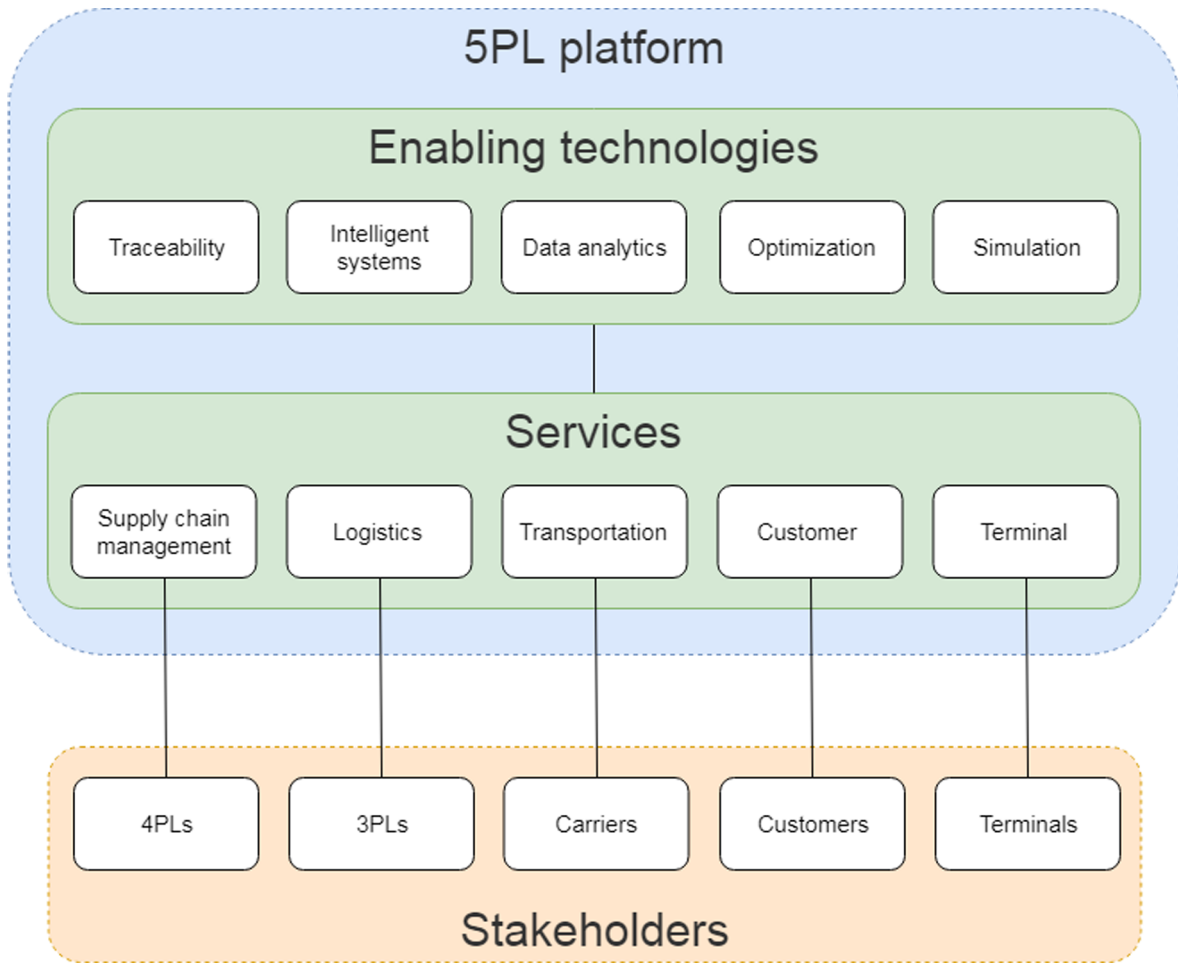 5PL platform
Enabling technologies
Traceability
Intelligent
systems
Data analytics
Optimization
Simulation
Services
Supply chain
management
Logistics
Transportation
Customer
Terminal
4PLs
3PLs
Carriers
Customers
Terminals
Stakeholders